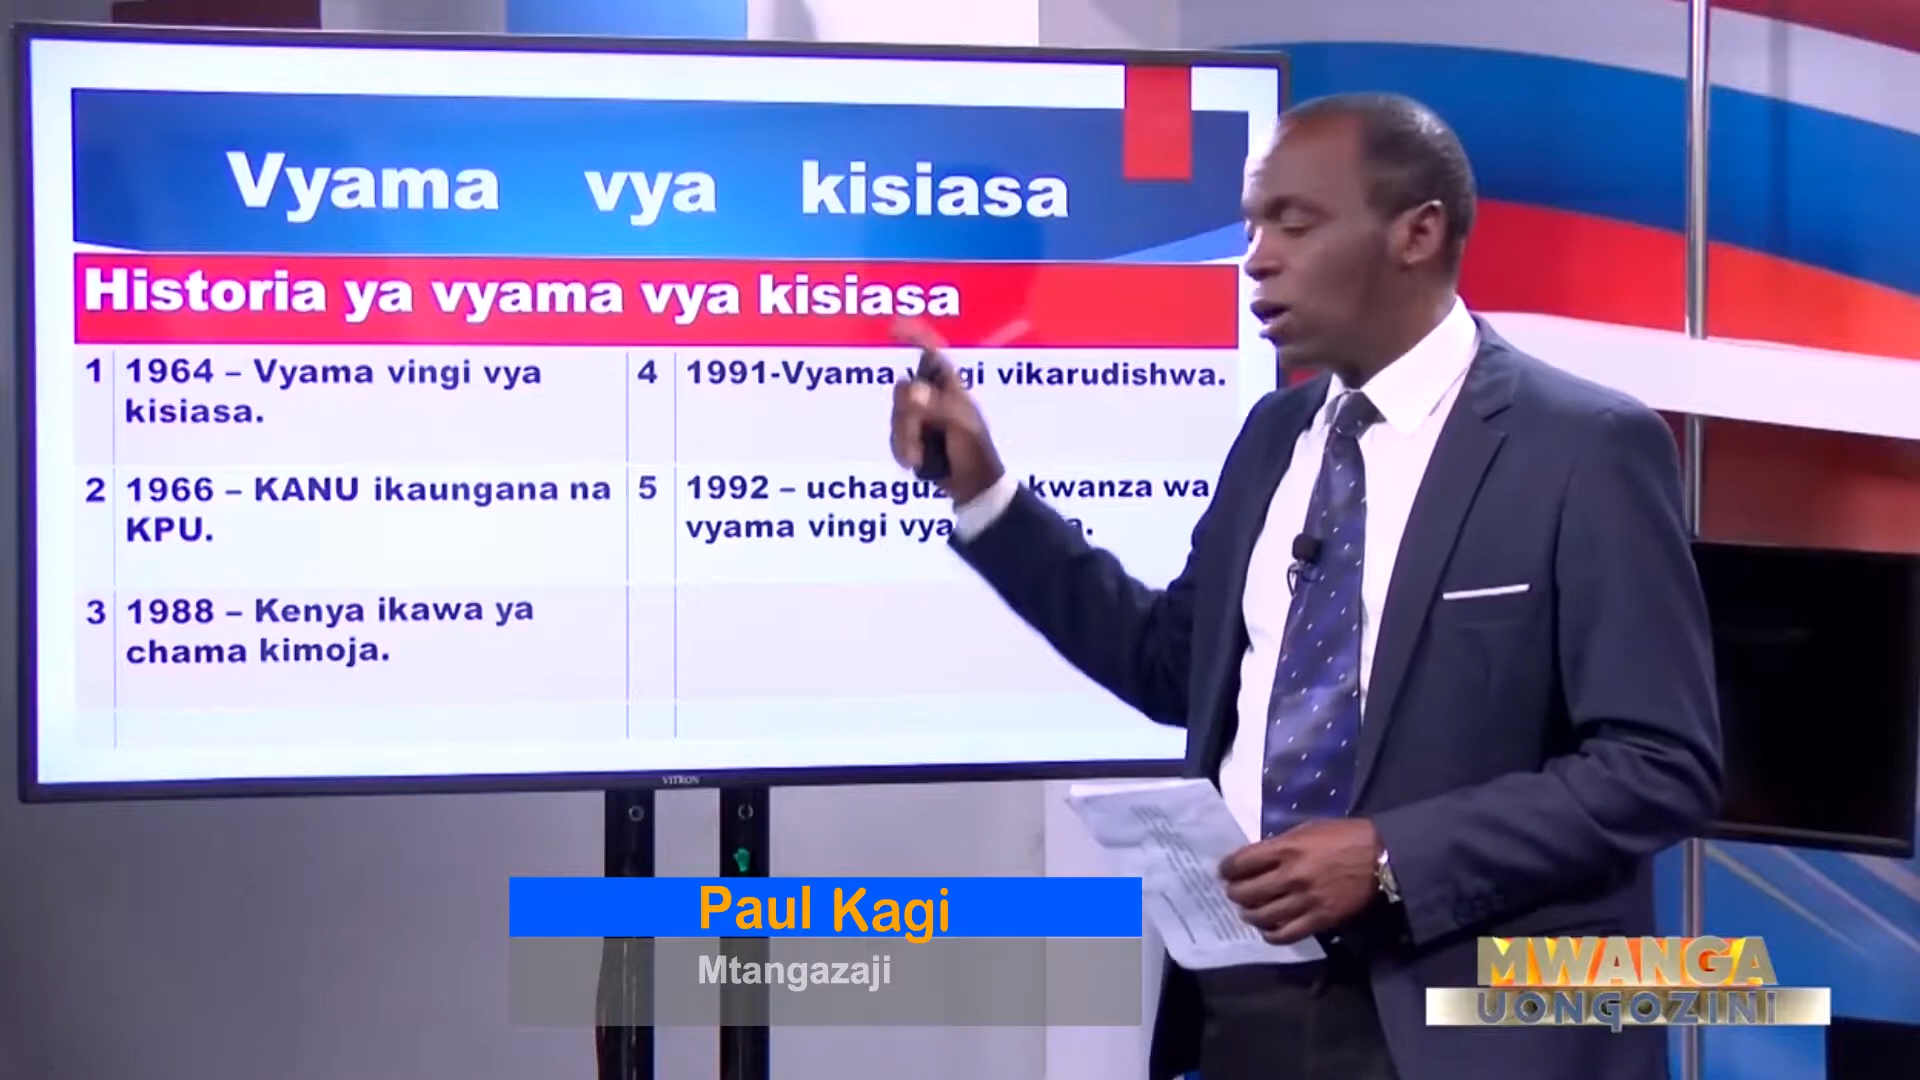 Vyama vya kisiasa
Historia ya vyama vya kisiasa
1 1964 – Vyama vingi vya
kisiasa.
2 1966 – KANU ikaungana na
KPU.
3 1988 – Kenya ikawa ya
chama kimoja.
4 1991-Vyama vikarudishwa.
5 1992 – kwanza wa
vyama vingi vya
VITRON
Paul Kagi
Mtangazaji
MWANGA
UONGOZINI